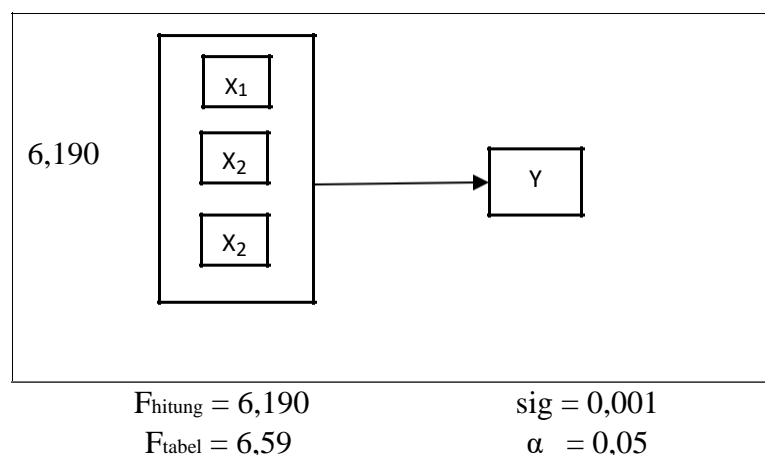 X₁
6,190
X₂
Y
X₂
Fhitung = 6,190 sig = 0,001
Ftabel = 6,59 α = 0,05